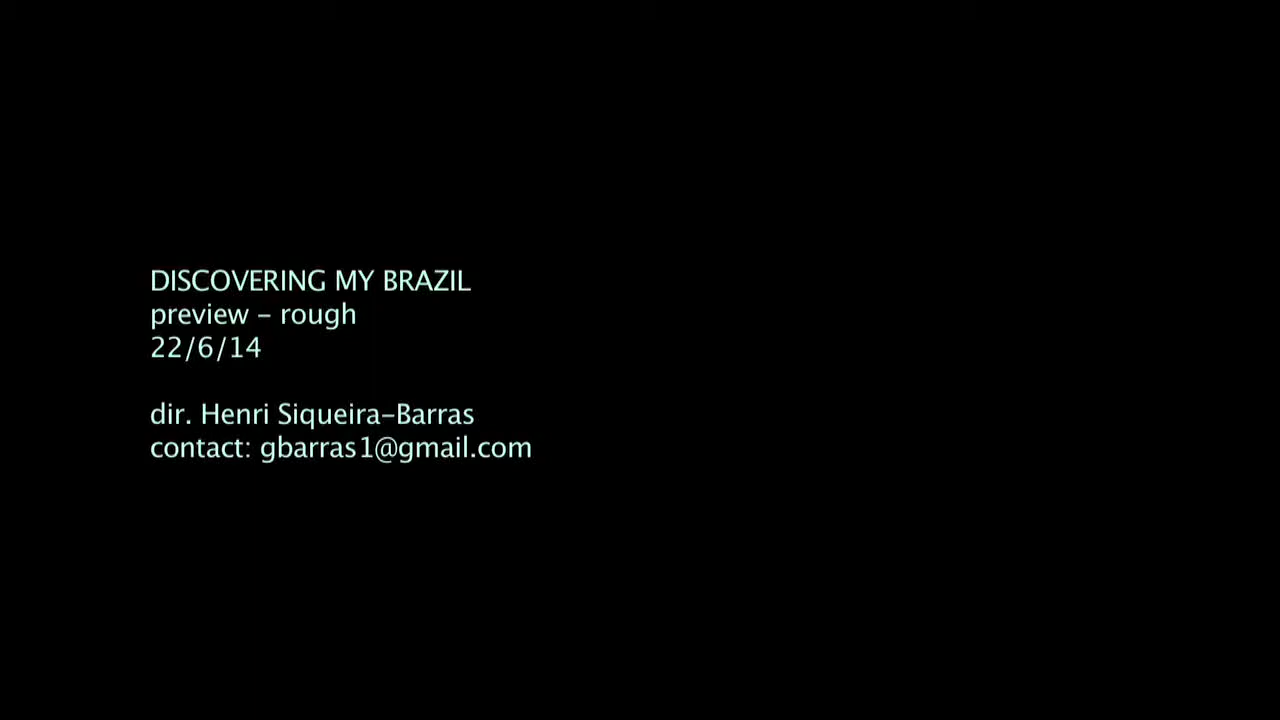 DISCOVERING MY BRAZIL
preview – rough
22/6/14
dir. Henri Siqueira–Barras
contact: gbarras1@gmail.com